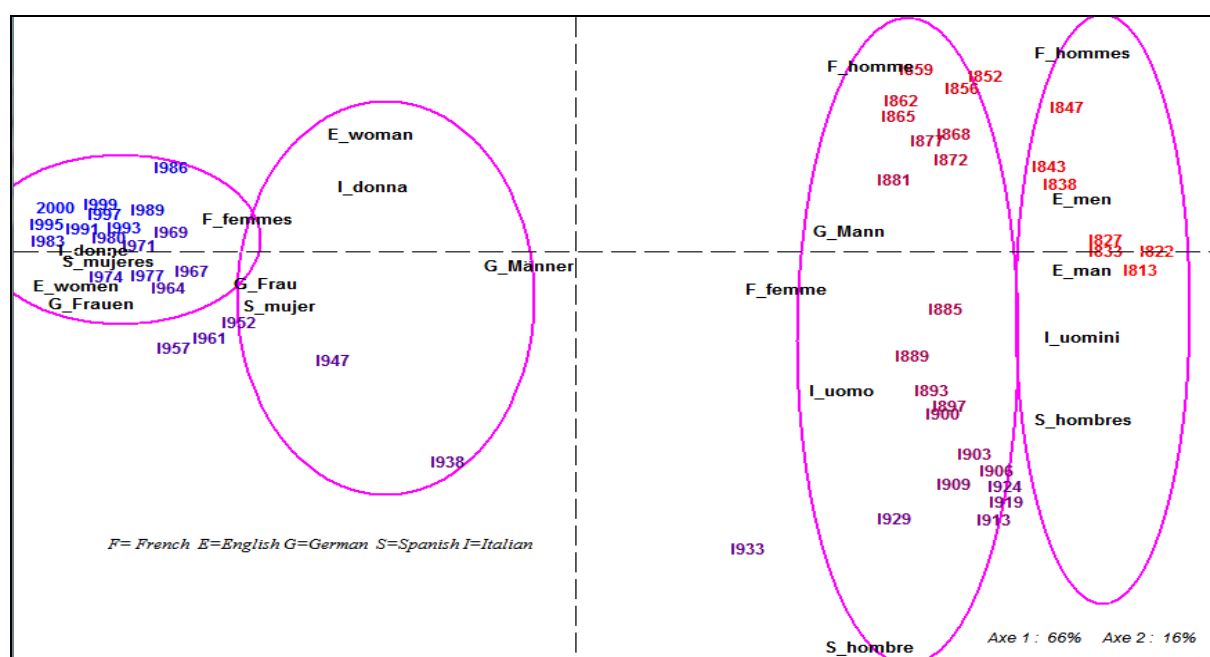 F_hommes
F_homme
I859
I852
I856
I862
I865
I847
E_woman
I868
I877
I872
I986
I843
I881
I838
I_donna
E_men
I999
2000
I997
I989
F_femmes
I995
I991
I993
I969
G_Mann
I983
I980
I971
I827
I_donne
I833
I822
S_mujeres
G_Männer
I967
E_man
I813
I974
I977
E_women
I964
G_Frau
F_femme
G_Frauen
S_mujer
I885
I952
I961
I_uomini
I957
I947
I889
I_uomo
I893
I897
I900
S_hombres
I903
I938
I906
I909
I924
I919
I929
I913
F= French E=English G=German S=Spanish I=Italian
I933
Axe 1 : 66% Axe 2 : 16%
S_hombre